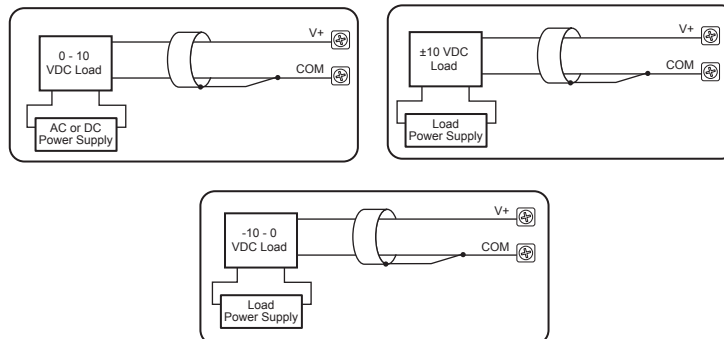 0 - 10
VDC Load
V+
COM
AC or DC
Power Supply
±10 VDC
Load
V+
COM
Load
Power Supply
-10 - 0
VDC Load
V+
COM
Load
Power Supply